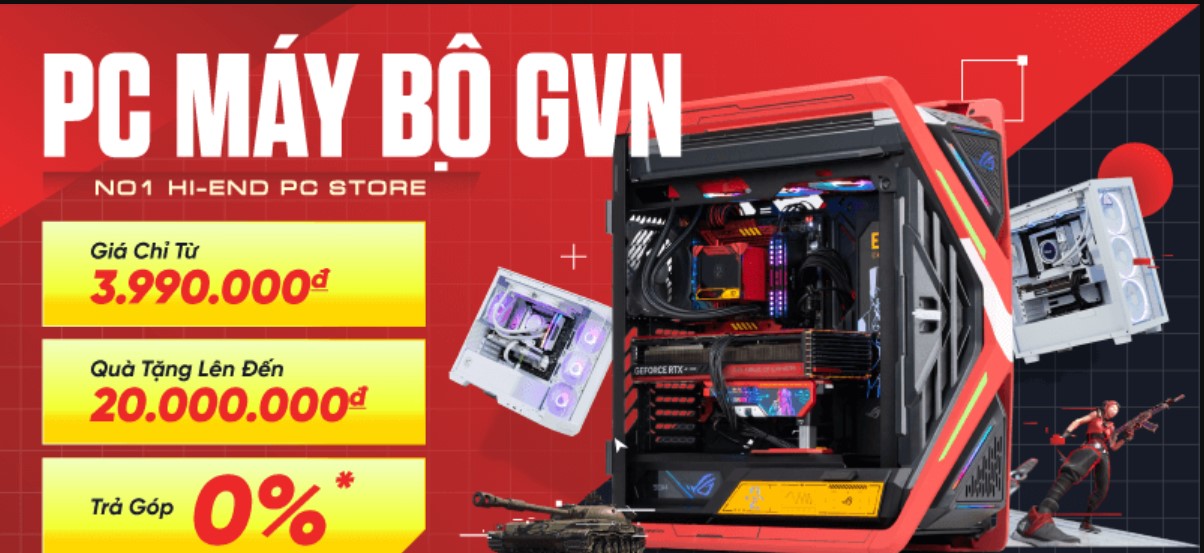 PC MÁY BỘ GVN
NO1 HI-END PC STORE
Giá Chỉ Từ
3.990.000đ
Quà Tặng Lên Đến
20.000.000đ
Trả Góp 0%*
GEFORCE RTX